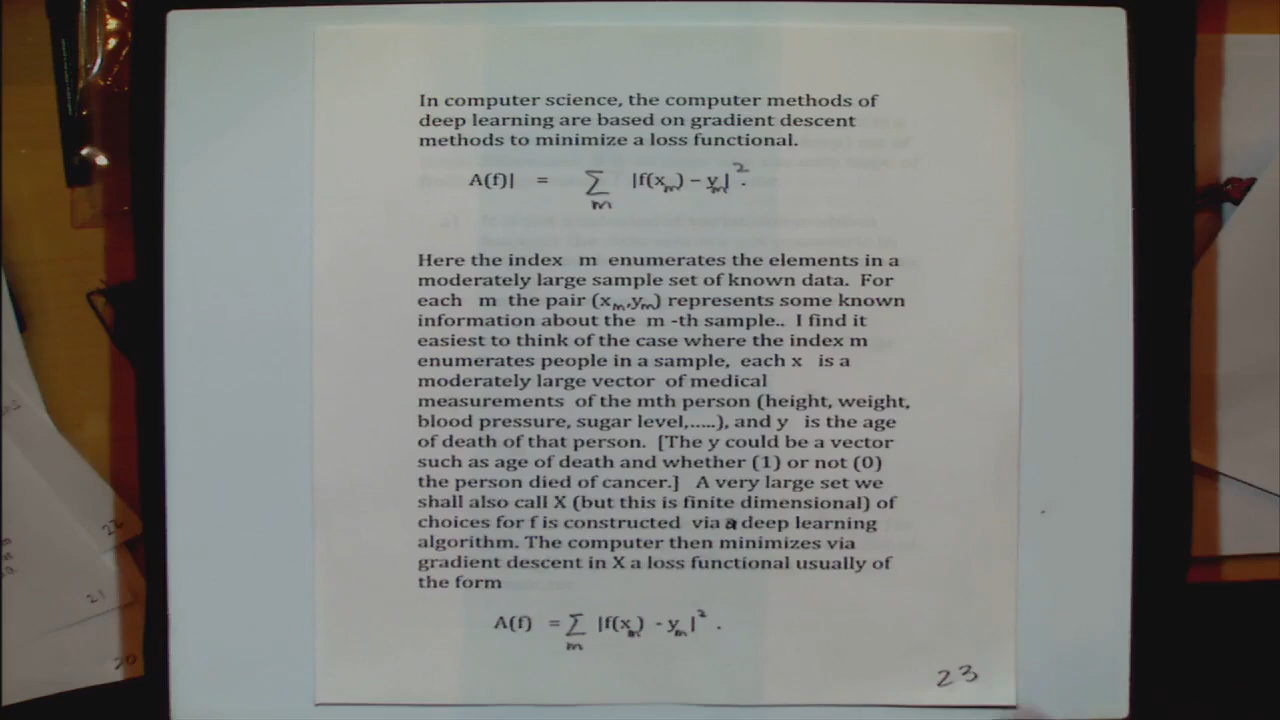 In computer science, the computer methods of
deep learning are based on gradient descent
methods to minimize a loss functional.
A(f)| = ∑ |f(xₘ) – yₘ|².
m
Here the index m enumerates the elements in a
moderately large sample set of known data. For
each m the pair (xₘ,yₘ) represents some known
information about the m -th sample.. I find it
easiest to think of the case where the index m
enumerates people in a sample, each x is a
moderately large vector of medical
measurements of the mth person (height, weight,
blood pressure, sugar level,.....), and y is the age
of death of that person. [The y could be a vector
such as age of death and whether (1) or not (0)
the person died of cancer.] A very large set we
shall also call X (but this is finite dimensional) of
choices for f is constructed via a deep learning
algorithm. The computer then minimizes via
gradient descent in X a loss functional usually of
the form
A(f) = ∑ |f(xₘ) - yₘ|² .
m
23
22
21
20